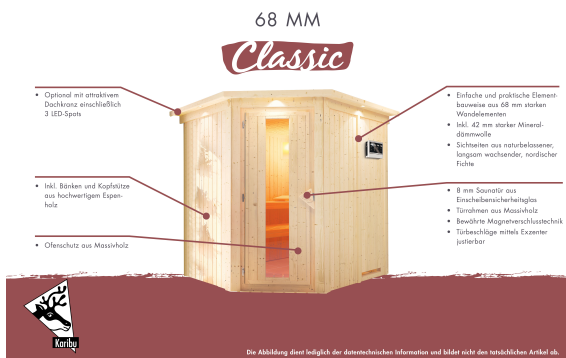 68 MM
Classic
• Optional mit attraktivem
Dachkranz einschließlich
3 LED-Spots
• Inkl. Bänken und Kopfstütze
aus hochwertigem Espen-
holz
• Ofenschutz aus Massivholz
• Einfache und praktische Element-
bauweise aus 68 mm starken
Wandelementen
• Inkl. 42 mm starker Mineral-
dämmwolle
• Sichtseiten aus naturbelassener,
langsam wachsender, nordischer
Fichte
• 8 mm Saunatür aus
Einscheibensicherheitsglas
• Türrahmen aus Massivholz
• Bewährte Magnetverschlusstechnik
• Türbeschläge mittels Exzenter
justierbar
Karibu
Die Abbildung dient lediglich der datentechnischen Information und bildet nicht den tatsächlichen Artikel ab.